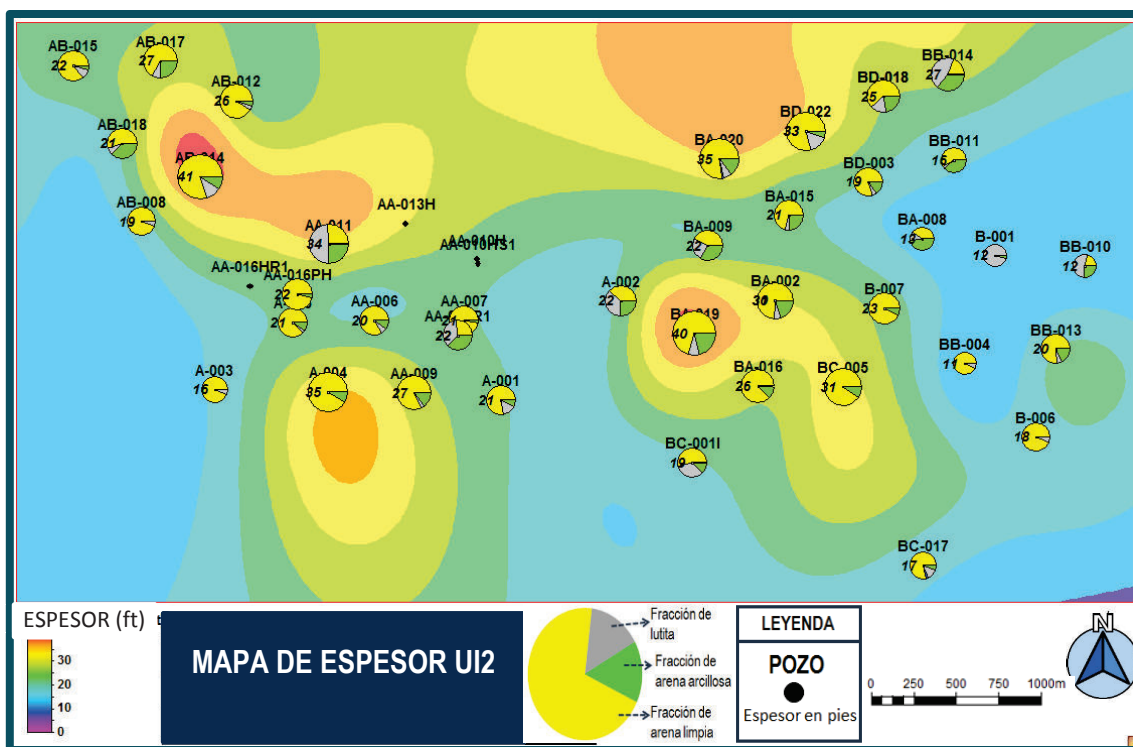 AB-015
22
AB-017
27
AB-012
26
AB-018
21
41
AB-008
19
AA-011
34
AA-013H
AA-010HS1
AA-016HR1
AA-016PH
22
21
AA-006
20
AA-007
21
22
A-003
16
A-004
35
AA-009
27
A-001
21
BA-020
35
BD-022
33
BD-018
25
BB-014
27
BB-011
16
BD-003
19
BA-015
21
BA-009
22
BA-008
13
B-001
12
BB-010
12
A-002
22
BA-019
40
BA-002
30
B-007
23
BB-004
11
BB-013
20
BA-016
26
BC-005
31
B-006
18
BC-001I
19
BC-017
17
ESPESOR (ft)
30
20
10
0
MAPA DE ESPESOR UI2
Fracción de
lutita
Fracción de
arena arcillosa
Fracción de
arena limpia
LEYENDA
POZO
Espesor en pies
0 250 500 750 1000m
N